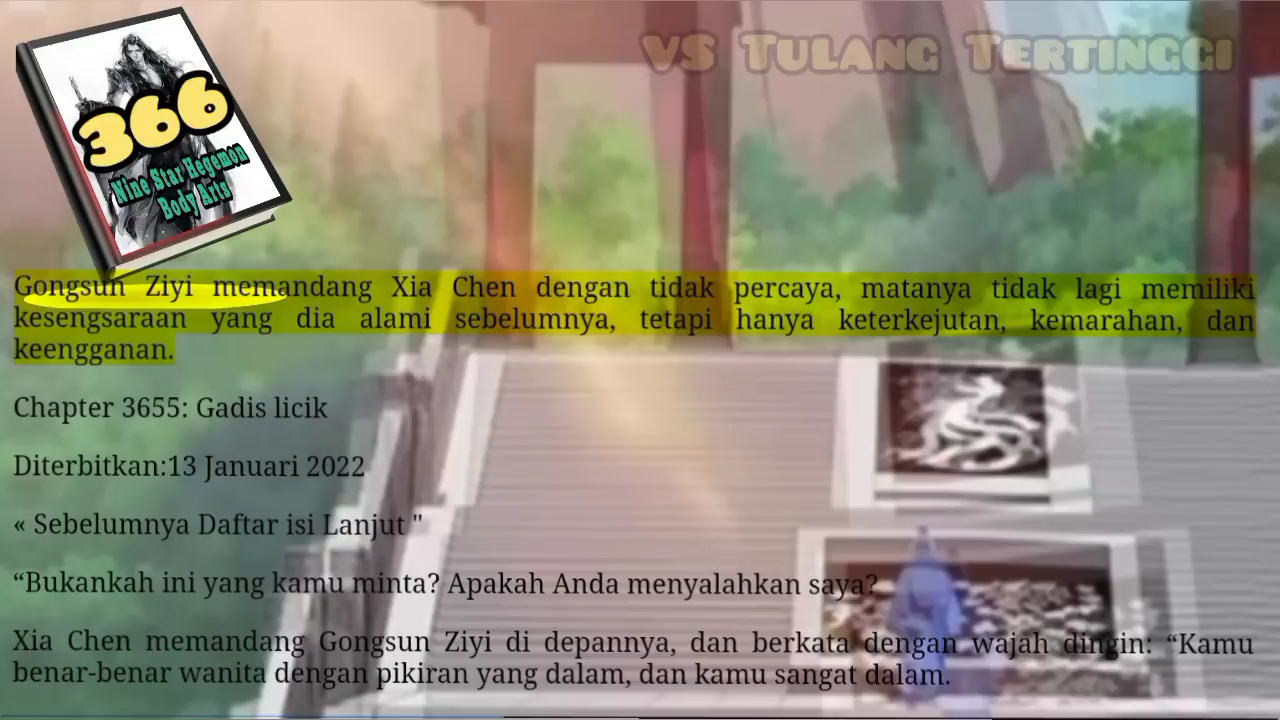 vs Tulang Tertinggi
366
Nine Star Hegemon
Body Arts
Gongsun Ziyi memandang Xia Chen dengan tidak percaya, matanya tidak lagi memiliki
kesengsaraan yang dia alami sebelumnya, tetapi hanya keterkejutan, kemarahan, dan
keengganan.
Chapter 3655: Gadis licik
Diterbitkan:13 Januari 2022
« Sebelumnya Daftar isi Lanjut "
“Bukankah ini yang kamu minta? Apakah Anda menyalahkan saya?
Xia Chen memandang Gongsun Ziyi di depannya, dan berkata dengan wajah dingin: “Kamu
benar-benar wanita dengan pikiran yang dalam, dan kamu sangat dalam.